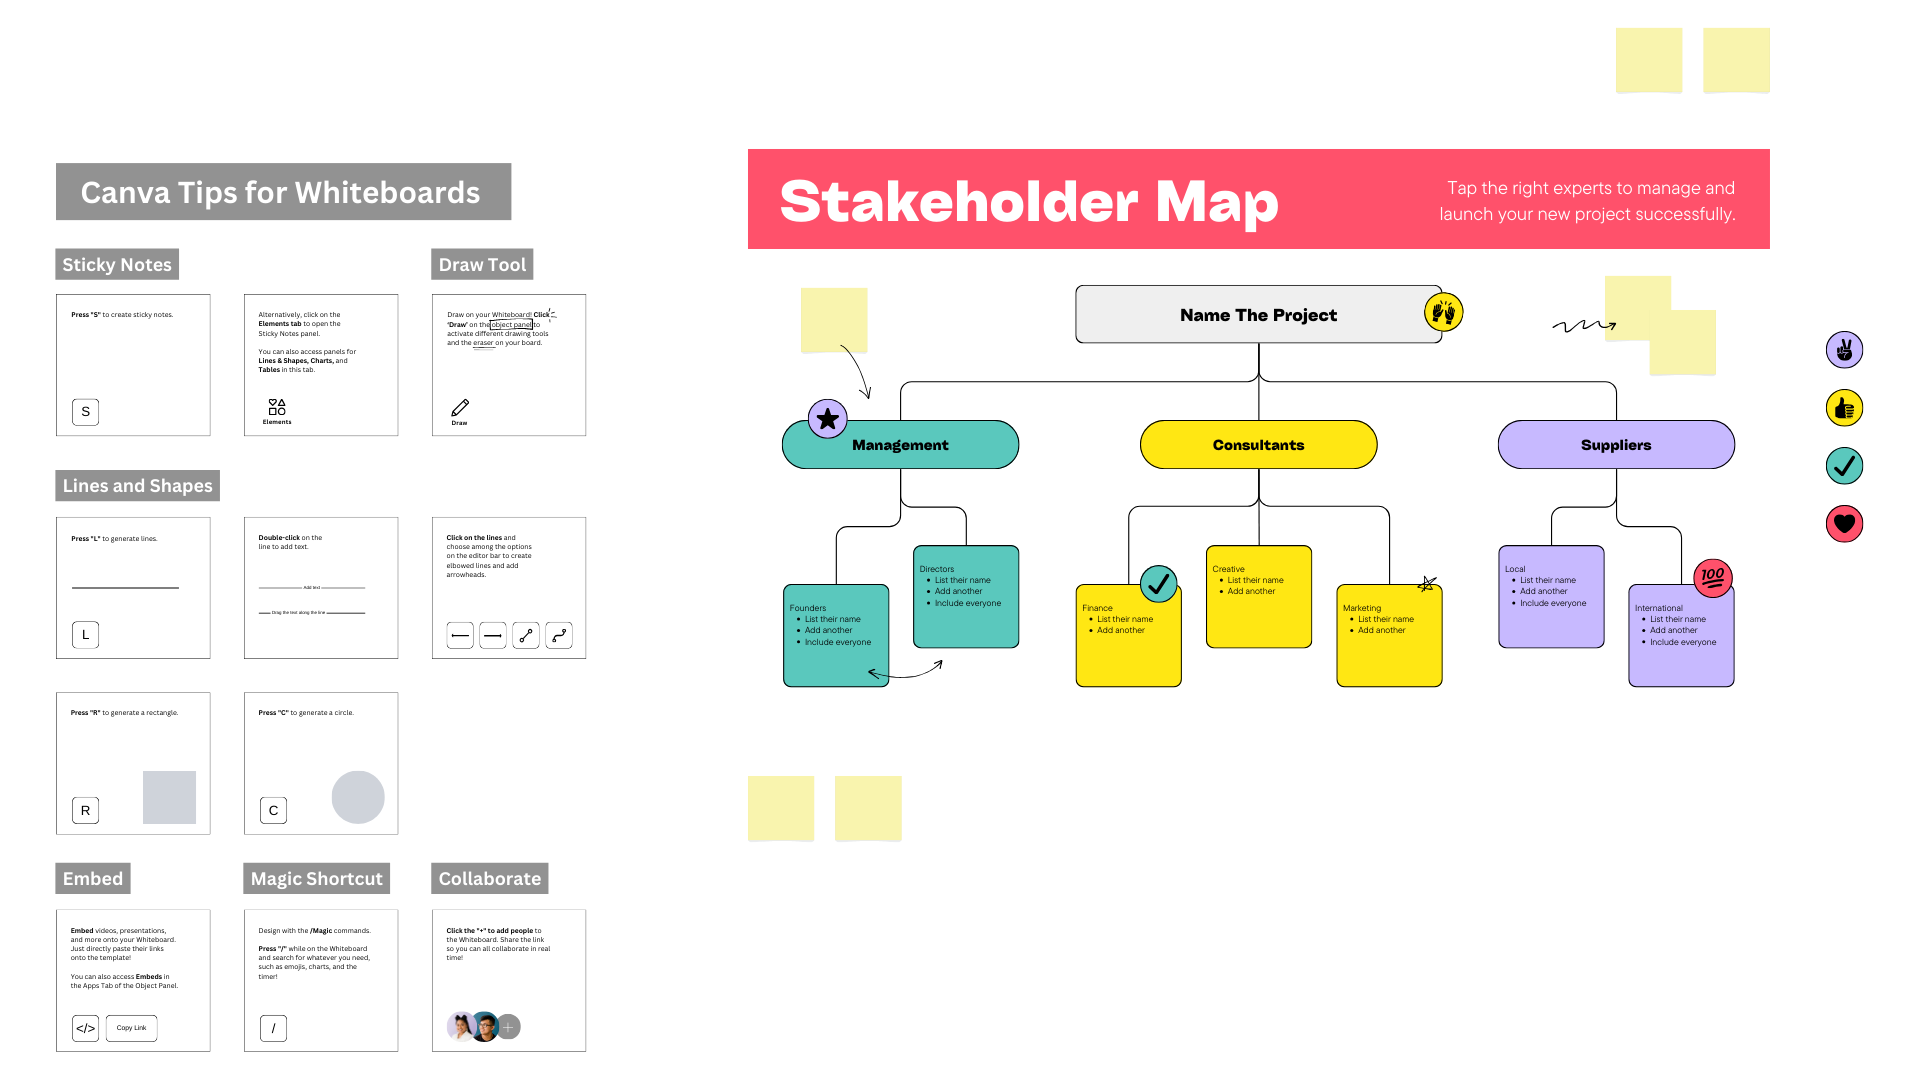 Canva Tips for Whiteboards
Sticky Notes
Press "S" to create sticky notes.
S
Alternatively, click on the
Elements tab to open the
Sticky Notes panel.
You can also access panels for
Lines & Shapes, Charts, and
Tables in this tab.
Elements
Draw Tool
Draw on your Whiteboard! Click
'Draw' on the object panel to
activate different drawing tools
and the eraser on your board.
Draw
Lines and Shapes
Press "L" to generate lines.
L
Double-click on the
line to add text.
Add text
Drag the text along the line
Click on the lines and
choose among the options
on the editor bar to create
elbowed lines and add
arrowheads.
Press "R" to generate a rectangle.
R
Press "C" to generate a circle.
C
Embed
Embed videos, presentations,
and more onto your Whiteboard.
Just directly paste their links
onto the template!
You can also access Embeds in
the Apps Tab of the Object Panel.
</>
Copy Link
Magic Shortcut
Design with the /Magic commands.
Press "/" while on the Whiteboard
and search for whatever you need,
such as emojis, charts, and the
timer!
/
Collaborate
Click the "+" to add people to
the Whiteboard. Share the link
so you can all collaborate in real
time!
Stakeholder Map
Tap the right experts to manage and
launch your new project successfully.
Name The Project
Management
Consultants
Suppliers
Founders
• List their name
• Add another
• Include everyone
Directors
• List their name
• Add another
• Include everyone
Finance
• List their name
• Add another
Creative
• List their name
• Add another
Marketing
• List their name
• Add another
Local
• List their name
• Add another
• Include everyone
International
• List their name
• Add another
• Include everyone
100